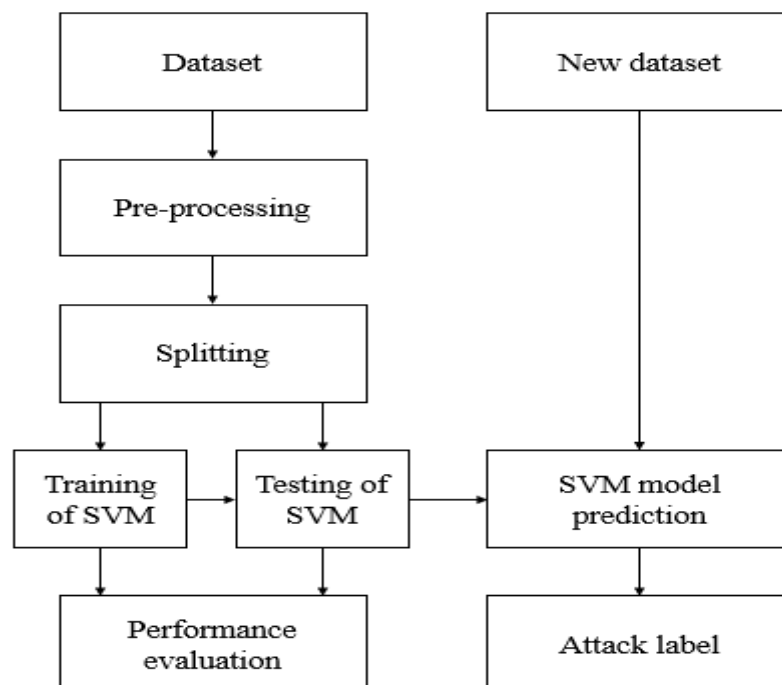 Dataset
New dataset
Pre-processing
Splitting
Training
of SVM
Testing of
SVM
SVM model
prediction
Performance
evaluation
Attack label